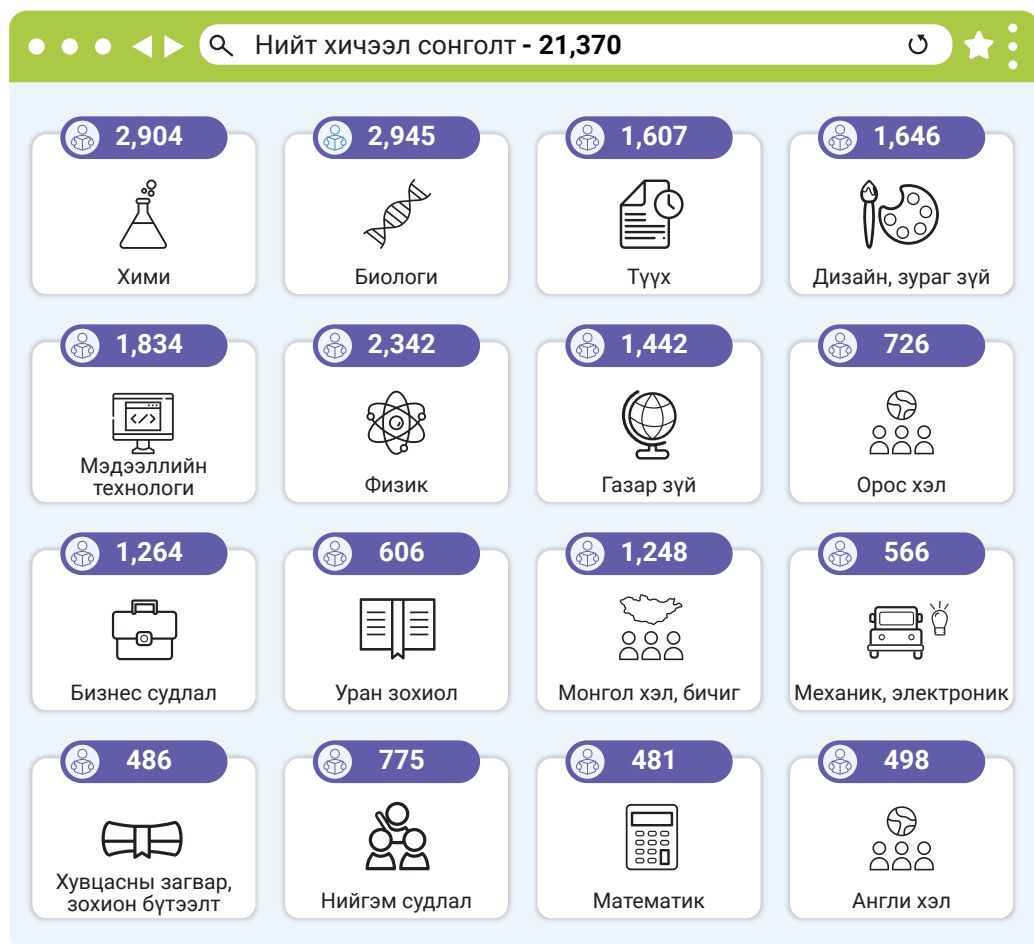 Нийт хичээл сонголт - 21,370
2,904
Хими
2,945
Биологи
1,607
Түүх
1,646
Дизайн, зураг зүй
1,834
Мэдээллийн
технологи
2,342
Физик
1,442
Газар зүй
726
Орос хэл
1,264
Бизнес судлал
606
Уран зохиол
1,248
Монгол хэл, бичиг
566
Механик, электроник
486
Хувцасны загвар,
зохион бүтээлт
775
Нийгэм судлал
481
Математик
498
Англи хэл